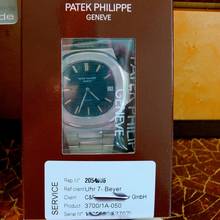 PATEK PHILIPPE
GENEVE
SERVICE
Rep.N°
Ref.client Uhr 7- Beyer
Client GmbH
Product 3700/1A-050
Serial N°